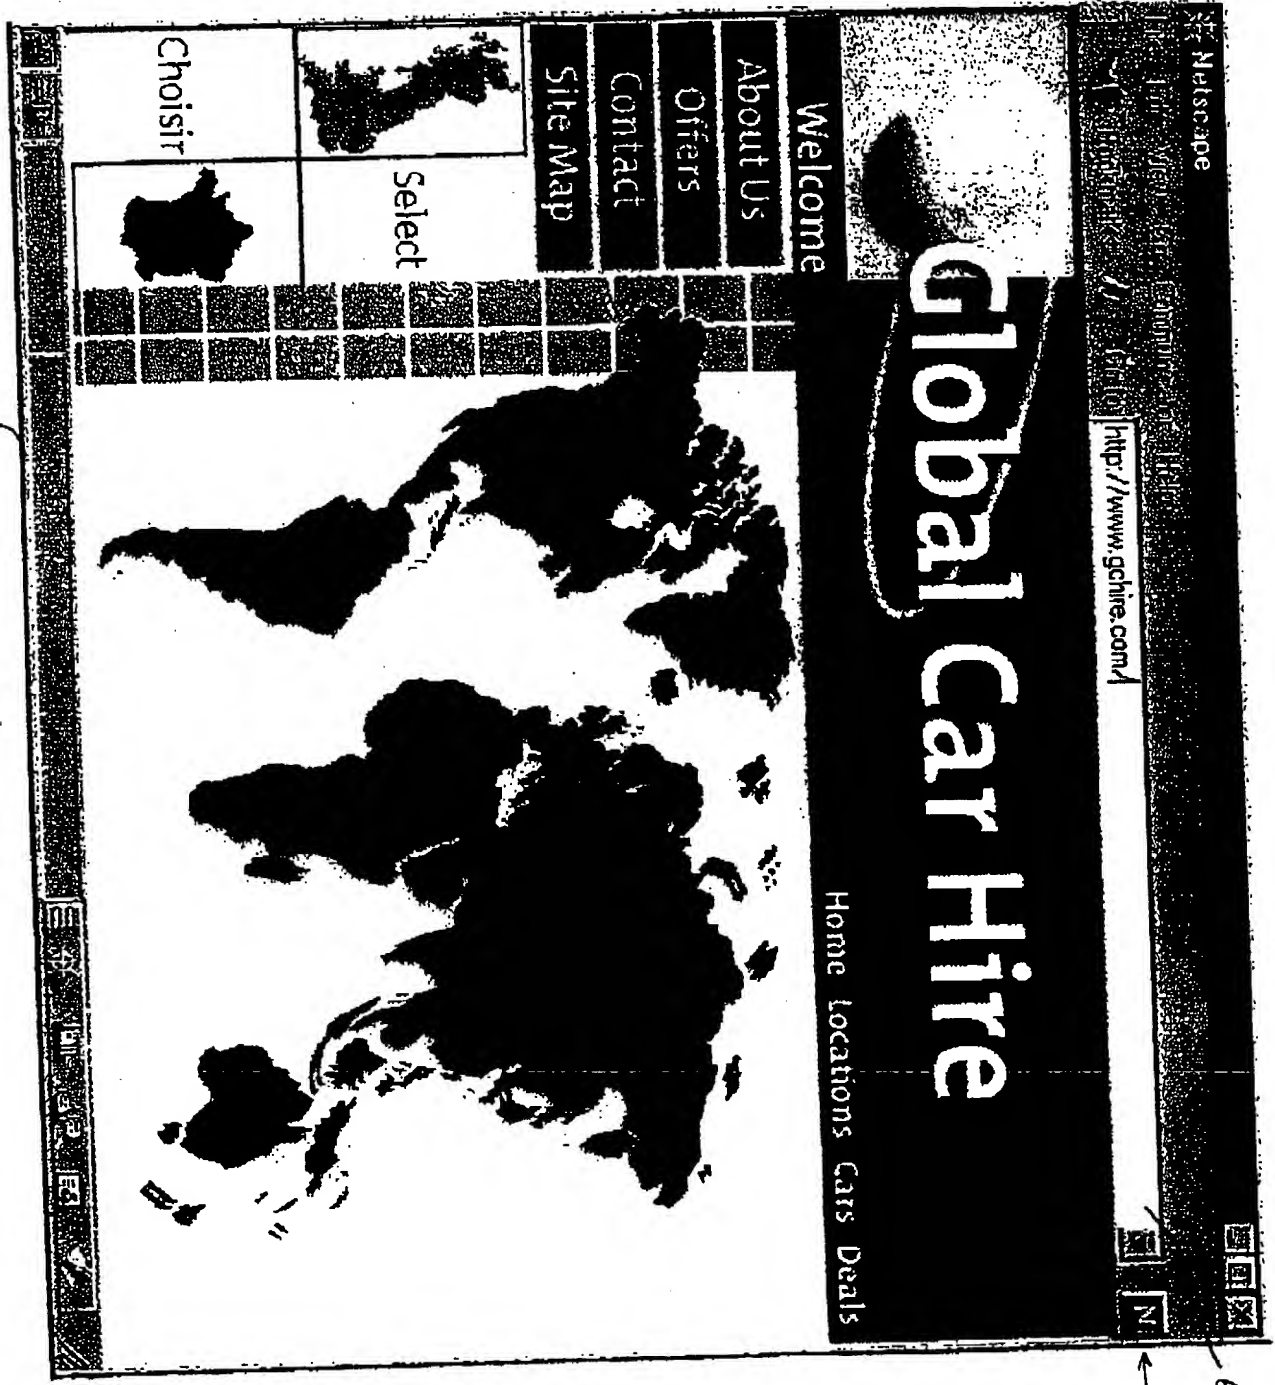 Netscape
http://www.gchire.com/
Global Car Hire
Home Locations Cars Deals
Welcome
About Us
Offers
Contact
Site Map
Select
Choisir